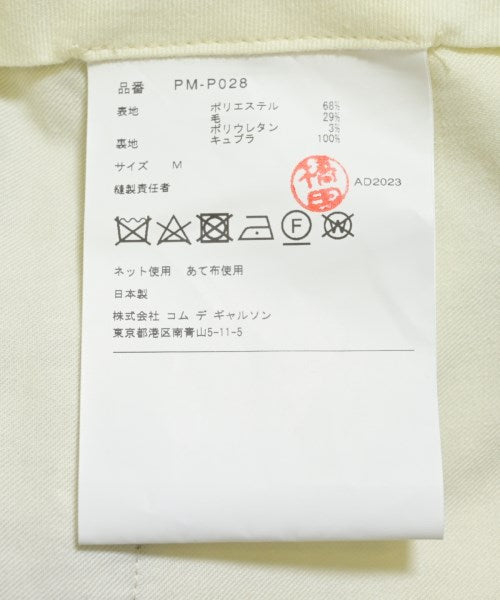 品番 PM-P028
表地 ポリエステル 68%
毛 29%
ポリウレタン 3%
裏地 キュプラ 100%
サイズ M
縫製責任者 橋田 AD2023
F W
ネット使用 あて布使用
日本製
株式会社 コム デ ギャルソン
東京都港区南青山5-11-5